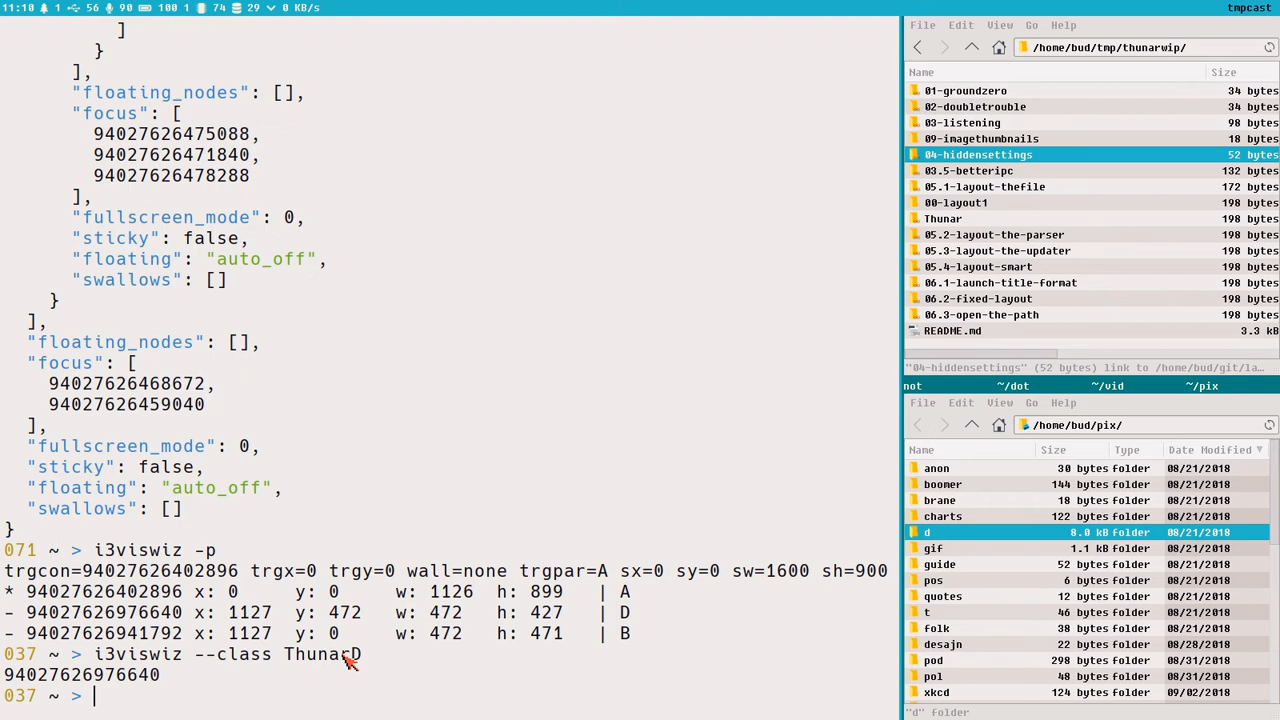 11:10 1 56 90 100 1 74 29 0 KB/s tmpcast
]
}
],
"floating_nodes": [],
"focus": [
94027626475088,
94027626471840,
94027626478288
],
"fullscreen_mode": 0,
"sticky": false,
"floating": "auto_off",
"swallows": []
}
],
"floating_nodes": [],
"focus": [
94027626468672,
94027626459040
],
"fullscreen_mode": 0,
"sticky": false,
"floating": "auto_off",
"swallows": []
}
071 ~ > i3viswiz -p
trgcon=94027626402896 trgx=0 trgy=0 wall=none trgpar=A sx=0 sy=0 sw=1600 sh=900
* 94027626402896 x: 0 y: 0 w: 1126 h: 899 | A
- 94027626402896 x: 1127 y: 472 w: 472 h: 427 | D
- 94027626941792 x: 1127 y: 0 w: 472 h: 471 | B
037 ~ > i3viswiz --class ThunarD
94027626976640
037 ~ >
File Edit View Go Help
/home/bud/tmp/thunarwip/
Name Size
01-groundzero 34 bytes
02-doubletrouble 34 bytes
03-listening 98 bytes
09-imagethumbnails 18 bytes
04-hiddensettings 52 bytes
03.5-betteripc 132 bytes
05.1-layout-thefile 172 bytes
00-layout1 198 bytes
Thunar 198 bytes
05.2-layout-the-parser 198 bytes
05.3-layout-the-updater 198 bytes
05.4-layout-smart 198 bytes
06.1-launch-title-format 198 bytes
06.2-fixed-layout 198 bytes
06.3-open-the-path 198 bytes
README.md 3.3 kB
"04-hiddensettings" (52 bytes) link to /home/bud/git/la…
not ~/dot ~/vid ~/pix
File Edit View Go Help
/home/bud/pix/
Name Size Type Date Modified
anon 30 bytes folder 08/21/2018
boomer 144 bytes folder 08/21/2018
brane 18 bytes folder 08/21/2018
charts 122 bytes folder 08/21/2018
d 8.0 kB folder 08/21/2018
gif 1.1 kB folder 08/21/2018
guide 52 bytes folder 08/21/2018
pos 6 bytes folder 08/21/2018
quotes 12 bytes folder 08/21/2018
t 46 bytes folder 08/21/2018
folk 38 bytes folder 08/21/2018
desajn 22 bytes folder 08/28/2018
pod 298 bytes folder 08/31/2018
pol 48 bytes folder 08/31/2018
xkcd 124 bytes folder 09/02/2018
"d" folder